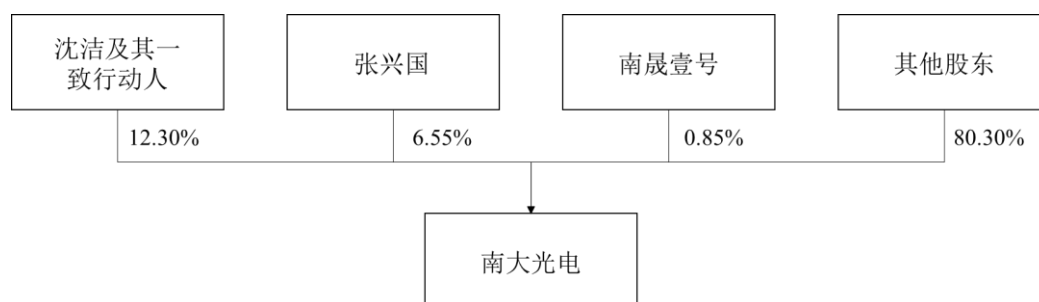 沈洁及其一
致行动人
张兴国
南晟壹号
其他股东
12.30%
6.55%
0.85%
80.30%
南大光电